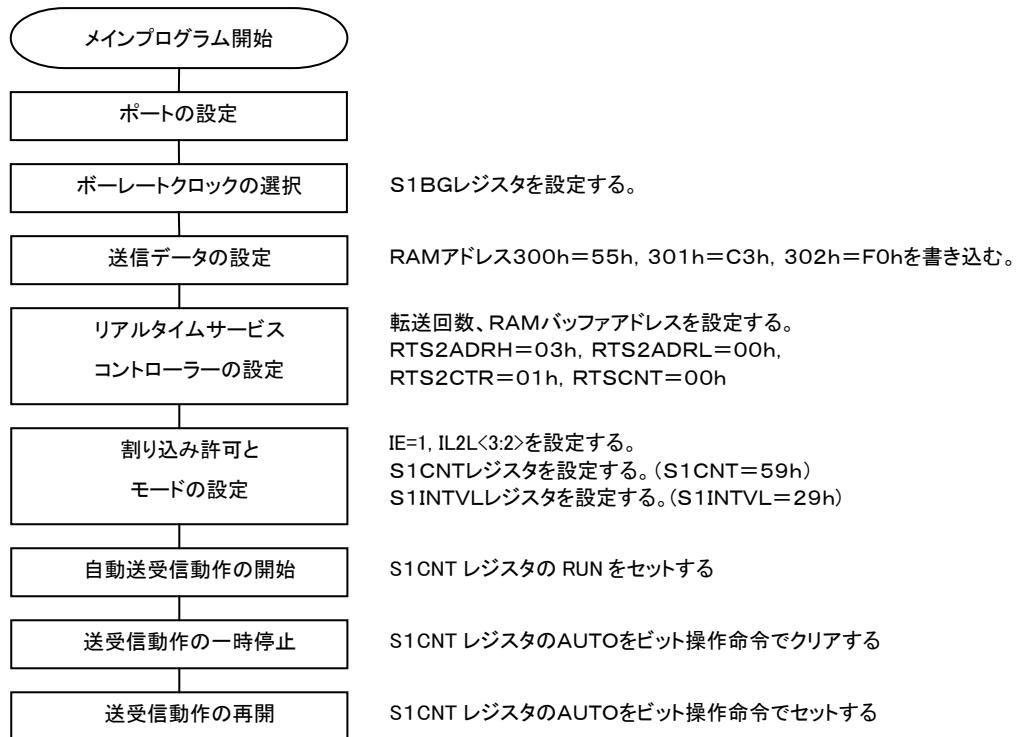 メインプログラム開始
ポートの設定
ボーレートクロックの選択
S1BGレジスタを設定する。
送信データの設定
RAMアドレス300h=55h, 301h=C3h, 302h=F0hを書き込む。
リアルタイムサービス
コントローラーの設定
転送回数、RAMバッファアドレスを設定する。
RTS2ADRH=03h, RTS2ADRL=00h,
RTS2CTR=01h, RTSCNT=00h
割り込み許可と
モードの設定
IE=1, IL2L<3:2>を設定する。
S1CNTレジスタを設定する。(S1CNT=59h)
S1INTVLレジスタを設定する。(S1INTVL=29h)
自動送受信動作の開始
S1CNT レジスタの RUN をセットする
送受信動作の一時停止
S1CNT レジスタのAUTOをビット操作命令でクリアする
送受信動作の再開
S1CNT レジスタのAUTOをビット操作命令でセットする